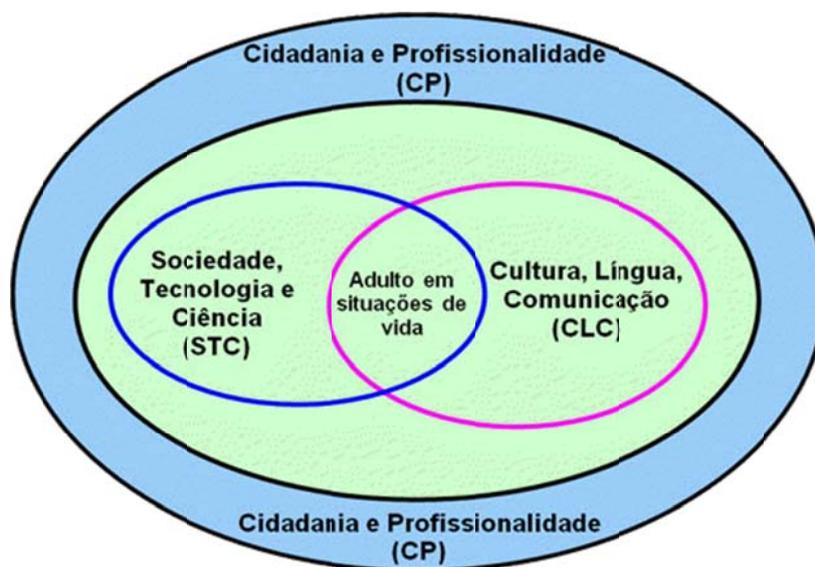 Cidadania e Profissionalidade
(CP)
Sociedade,
Tecnologia e
Ciência
(STC)
Adulto em
situações de
vida
Cultura, Língua,
Comunicação
(CLC)
Cidadania e Profissionalidade
(CP)